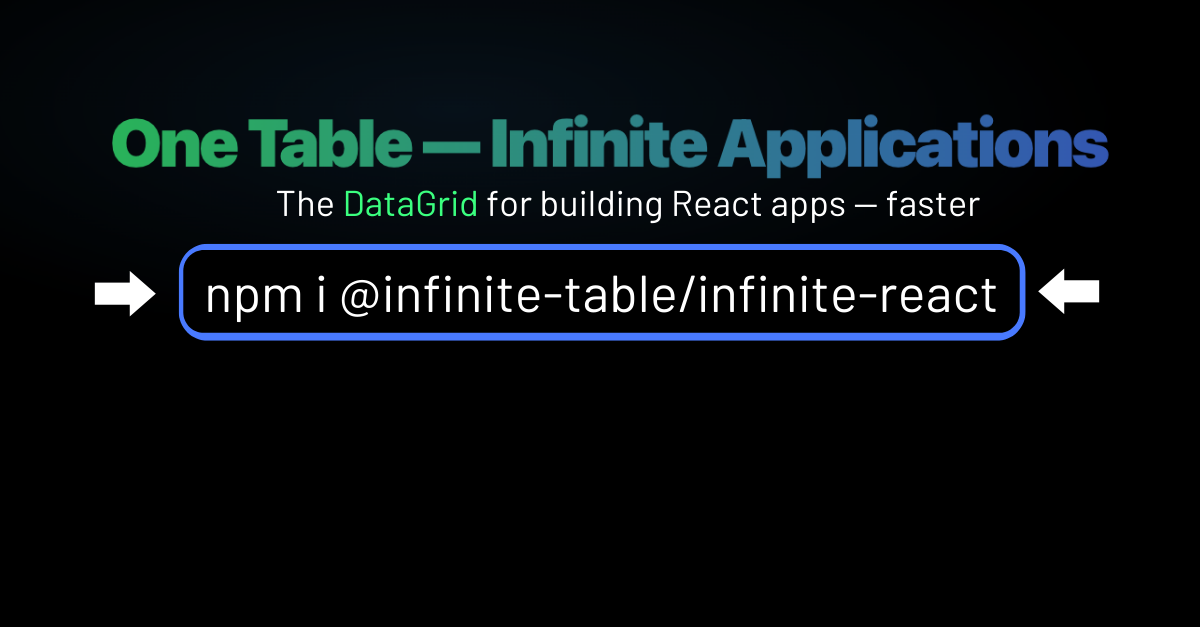 One Table — Infinite Applications
The DataGrid for building React apps — faster
npm i @infinite-table/infinite-react